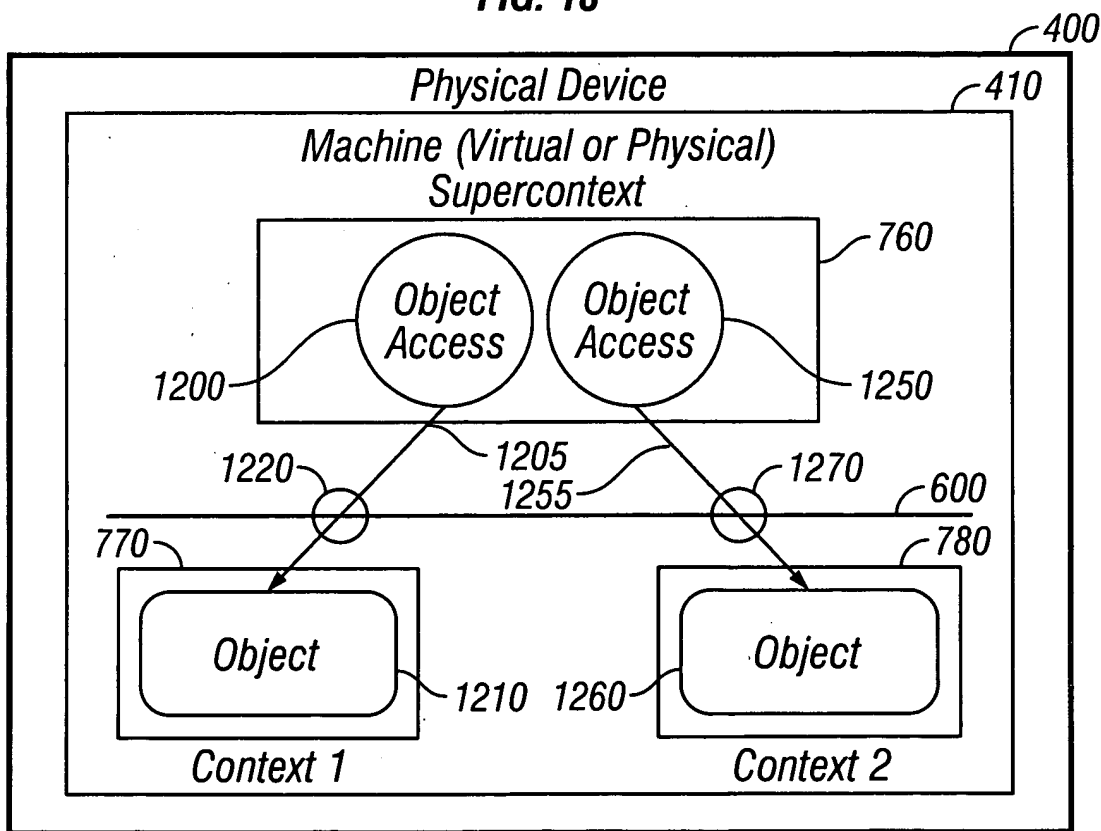 400
Physical Device
410
Machine (Virtual or Physical)
Supercontext
760
Object
Access
Object
Access
1200
1250
1205
1220
1255
1270
600
770
780
Object
Object
1210
1260
Context 1
Context 2